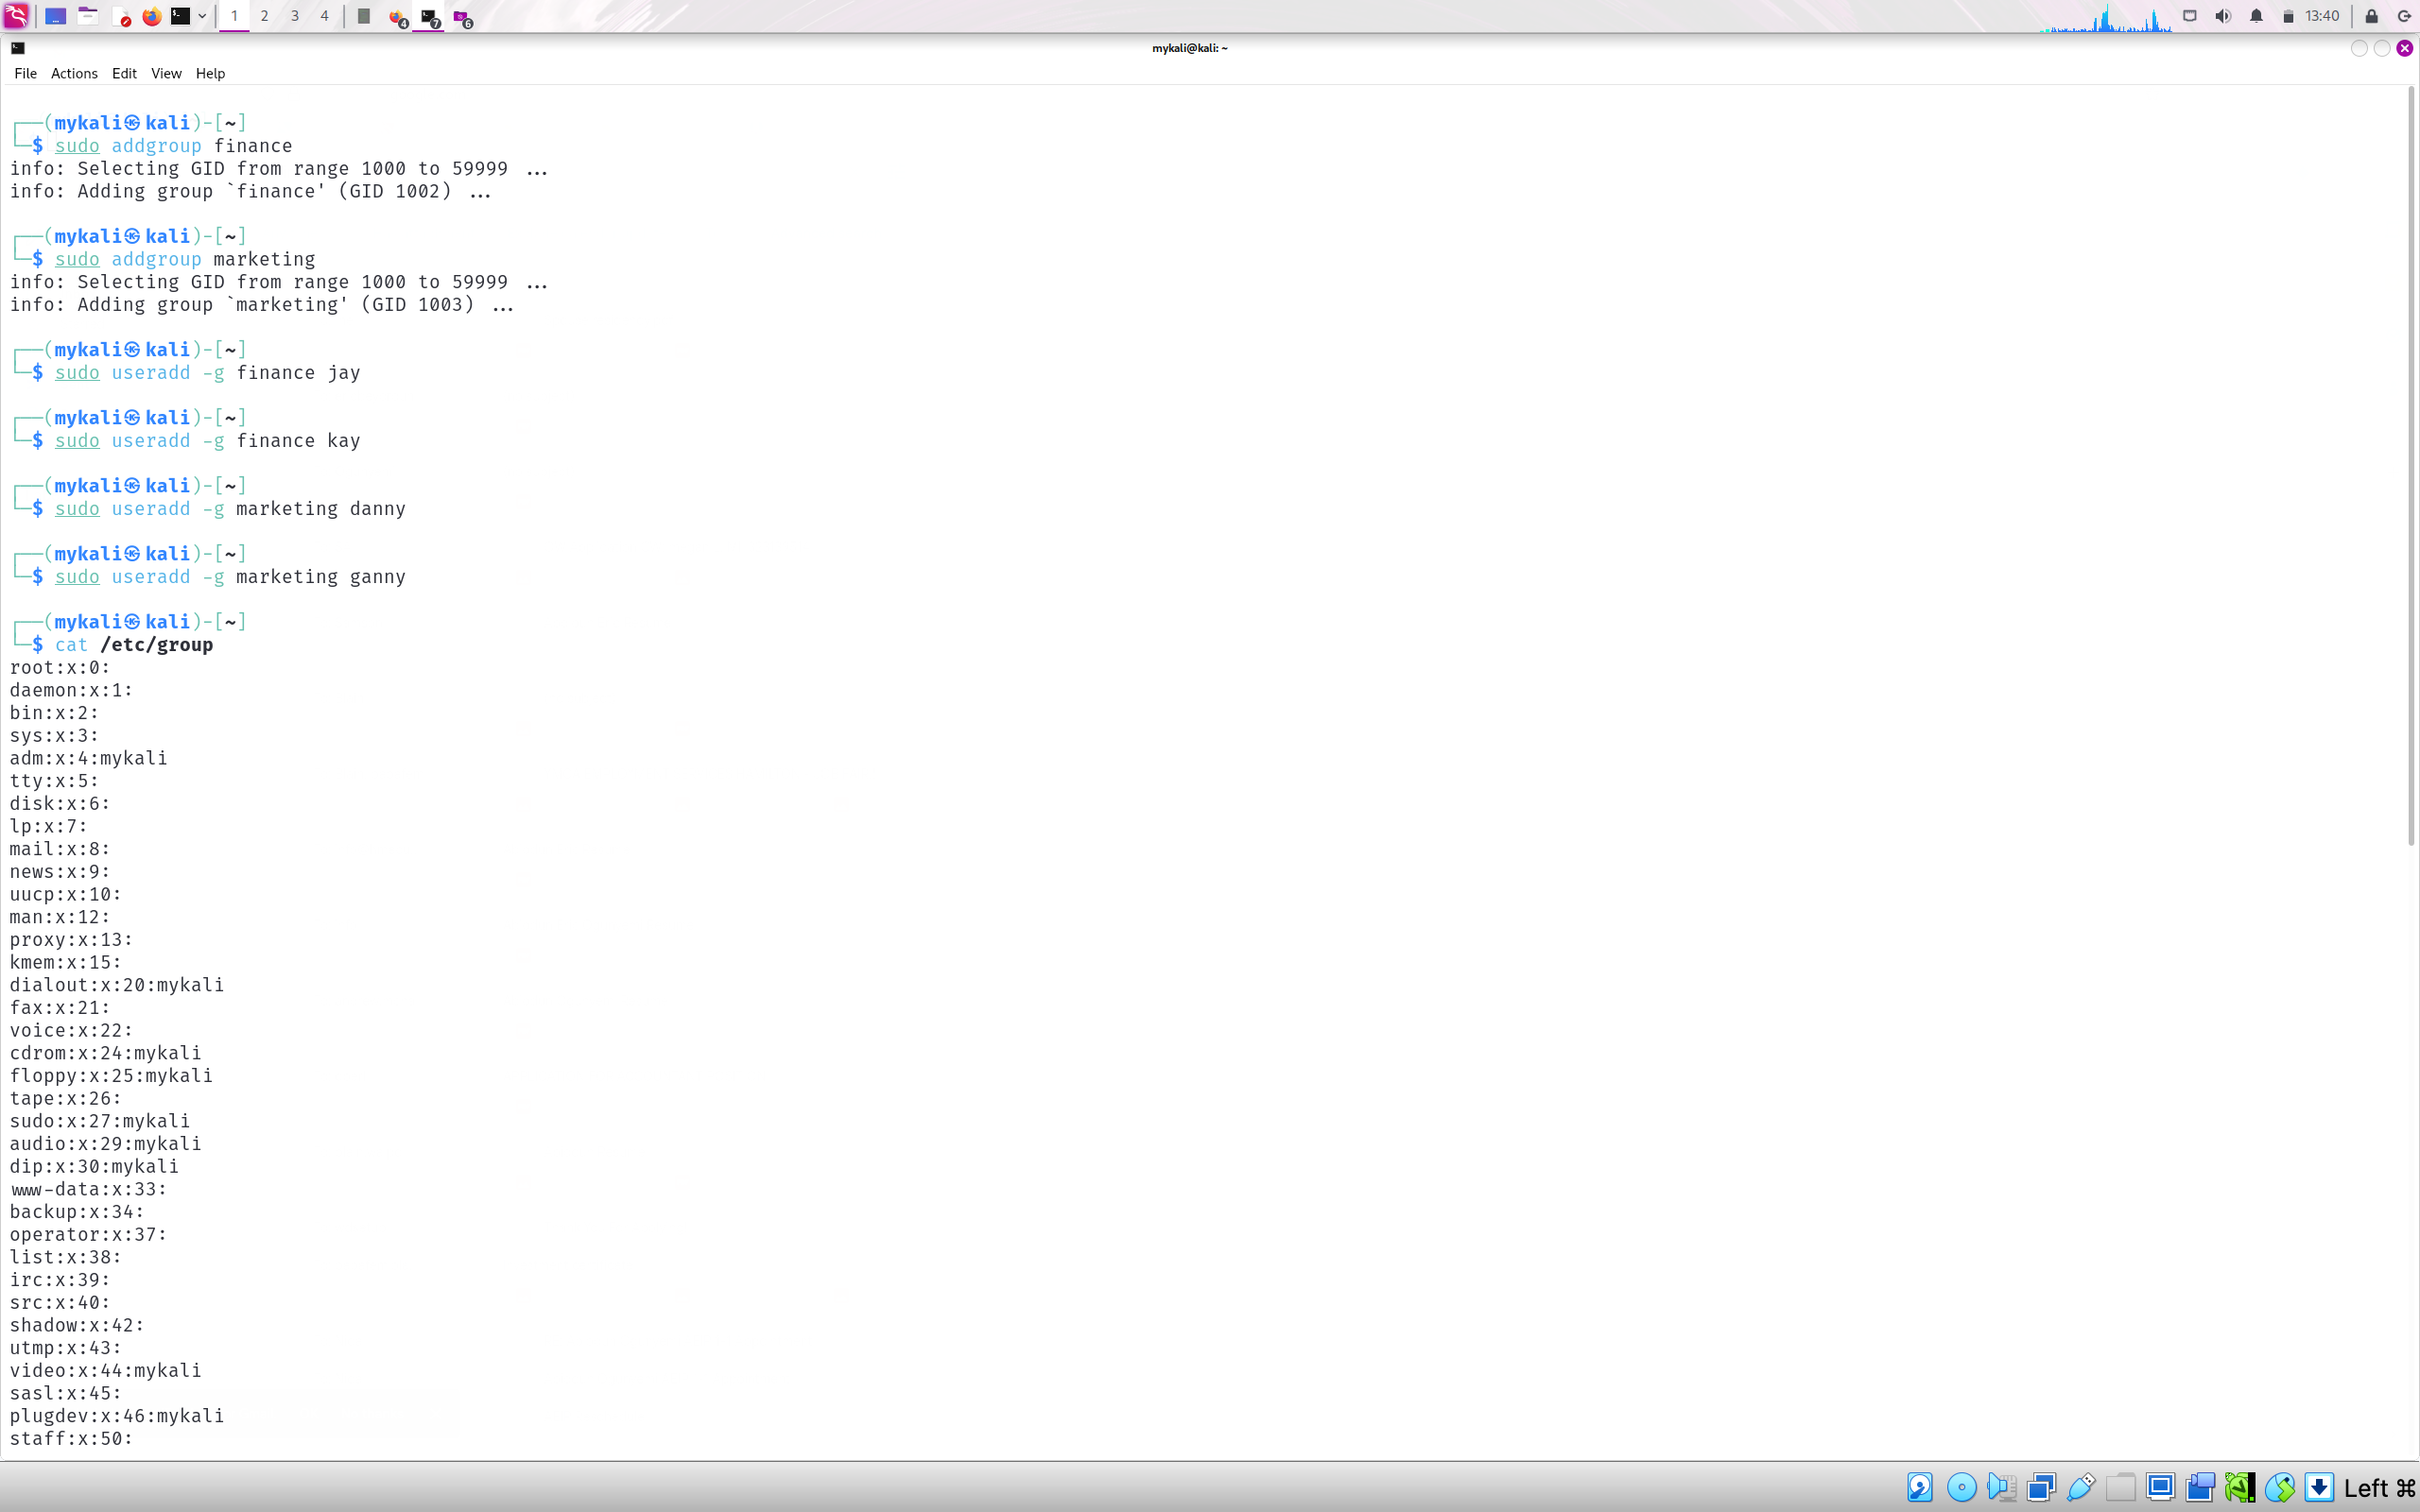 1 2 3 4 4 7 6 13:40
mykali@kali: ~
File Actions Edit View Help
┌──(mykali㉿kali)-[~]
└─$ sudo addgroup finance
info: Selecting GID from range 1000 to 59999 ...
info: Adding group `finance' (GID 1002) ...
┌──(mykali㉿kali)-[~]
└─$ sudo addgroup marketing
info: Selecting GID from range 1000 to 59999 ...
info: Adding group `marketing' (GID 1003) ...
┌──(mykali㉿kali)-[~]
└─$ sudo useradd -g finance jay
┌──(mykali㉿kali)-[~]
└─$ sudo useradd -g finance kay
┌──(mykali㉿kali)-[~]
└─$ sudo useradd -g marketing danny
┌──(mykali㉿kali)-[~]
└─$ sudo useradd -g marketing ganny
┌──(mykali㉿kali)-[~]
└─$ cat /etc/group
root:x:0:
daemon:x:1:
bin:x:2:
sys:x:3:
adm:x:4:mykali
tty:x:5:
disk:x:6:
lp:x:7:
mail:x:8:
news:x:9:
uucp:x:10:
man:x:12:
proxy:x:13:
kmem:x:15:
dialout:x:20:mykali
fax:x:21:
voice:x:22:
cdrom:x:24:mykali
floppy:x:25:mykali
tape:x:26:
sudo:x:27:mykali
audio:x:29:mykali
dip:x:30:mykali
www-data:x:33:
backup:x:34:
operator:x:37:
list:x:38:
irc:x:39:
src:x:40:
shadow:x:42:
utmp:x:43:
video:x:44:mykali
sasl:x:45:
plugdev:x:46:mykali
staff:x:50:
Left ⌘